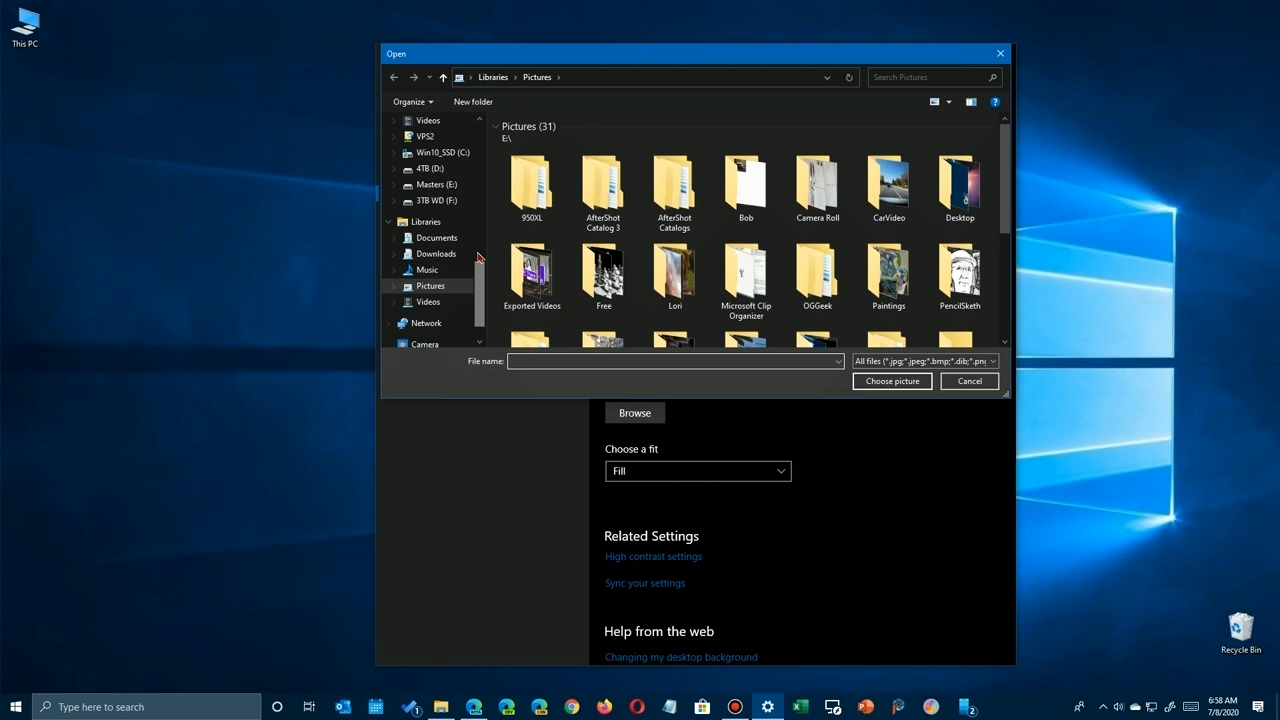 This PC
Open
Libraries
Pictures
Search Pictures
Organize
New folder
Videos
VPS2
Win10_SSD (C:)
4TB (D:)
Masters (E:)
3TB WD (F:)
Libraries
Documents
Downloads
Music
Pictures
Videos
Network
Camera
Pictures (31)
E:\
950XL
AfterShot
Catalog 3
AfterShot
Catalogs
Bob
Camera Roll
CarVideo
Desktop
Exported Videos
Free
Lori
Microsoft Clip
Organizer
OGGeek
Paintings
PencilSketh
File name:
All files (*.jpg;*.jpeg;*.bmp;*.dib;*.png
Choose picture
Cancel
Browse
Choose a fit
Fill
Related Settings
High contrast settings
Sync your settings
Help from the web
Changing my desktop background
Recycle Bin
Type here to search
6:58 AM
7/8/2020